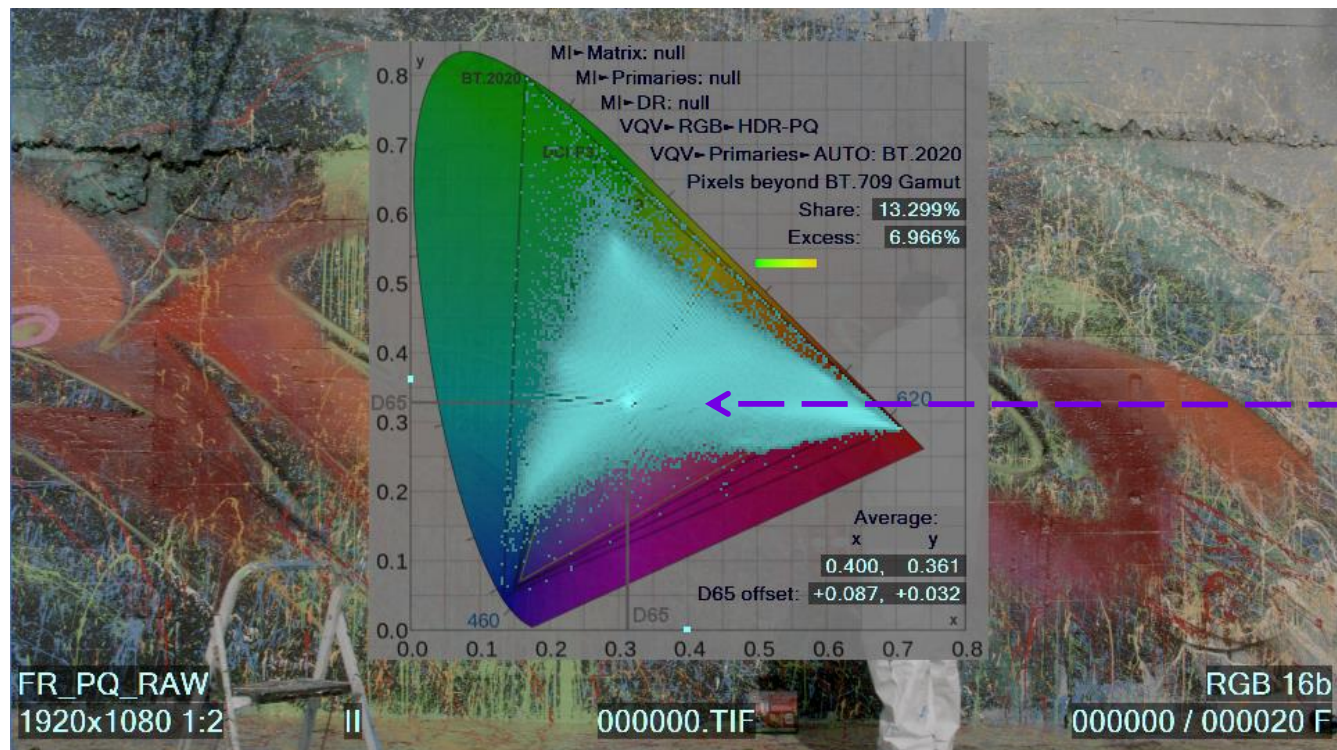 y
MI►Matrix: null
BT.2020
MI►Primaries: null
MI►DR: null
VQV►RGB►HDR-PQ
VQV►Primaries►AUTO: BT.2020
Pixels beyond BT.709 Gamut
Share: 13.299%
Excess: 6.966%
0.8
0.7
0.6
0.5
0.4
D65
0.3
0.2
0.1
0.0
620
460
D65
Average:
x y
0.400, 0.361
D65 offset: +0.087, +0.032
x
0.0 0.1 0.2 0.3 0.4 0.5 0.6 0.7 0.8
FR_PQ_RAW
1920x1080 1:2
II
000000.TIF
RGB 16b
000000 / 000020 F